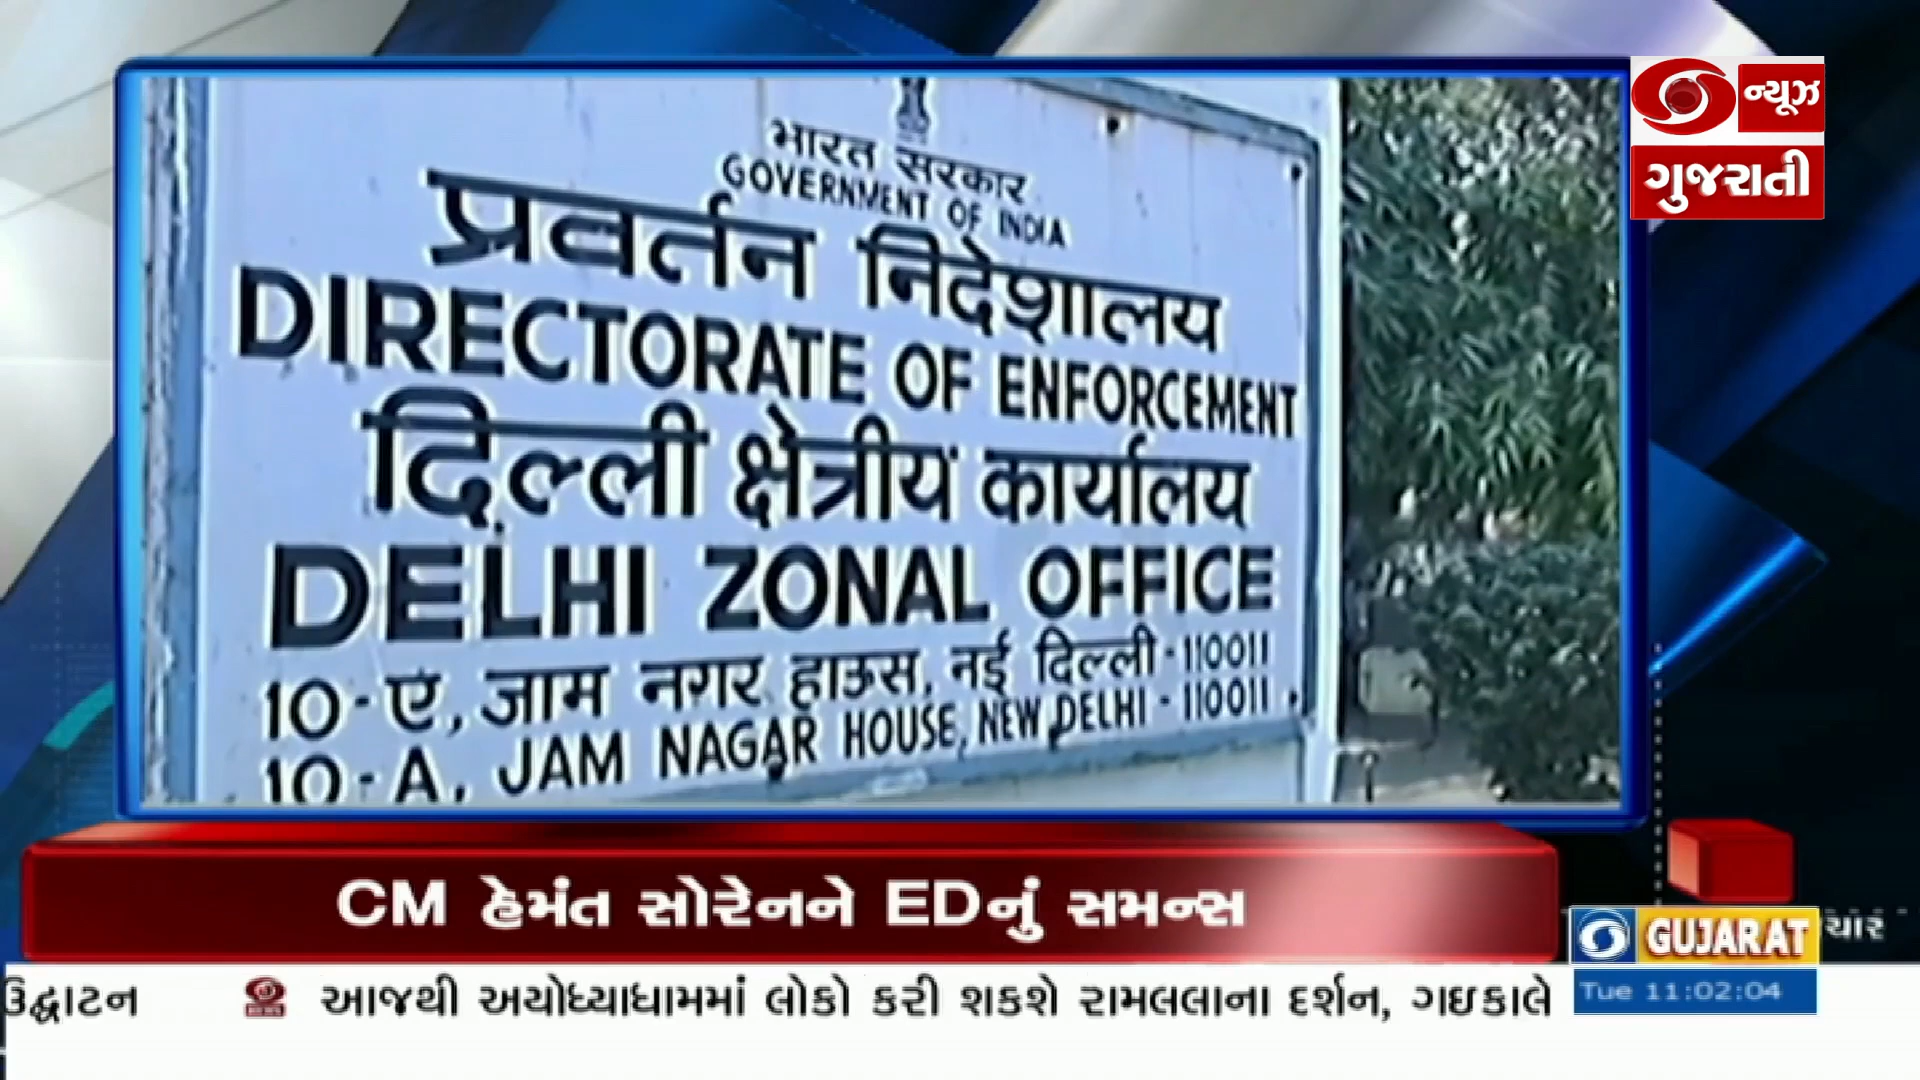 भारत सरकार
GOVERNMENT OF INDIA
प्रवर्तन निदेशालय
DIRECTORATE OF ENFORCEMENT
दिल्ली क्षेत्रीय कार्यालय
DELHI ZONAL OFFICE
10-ए, जाम नगर हाऊस, नई दिल्ली-110011
10-A, JAM NAGAR HOUSE, NEW DELHI-110011
ન્યૂઝ
ગુજરાતી
CM હેમંત સોરેનને EDનું સમન્સ
GUJARAT
ઉદ્ઘાટન NEWS આજથી અયોધ્યાધામમાં લોકો કરી શકશે રામલલાના દર્શન, ગઇકાલે
Tue 11:02:04